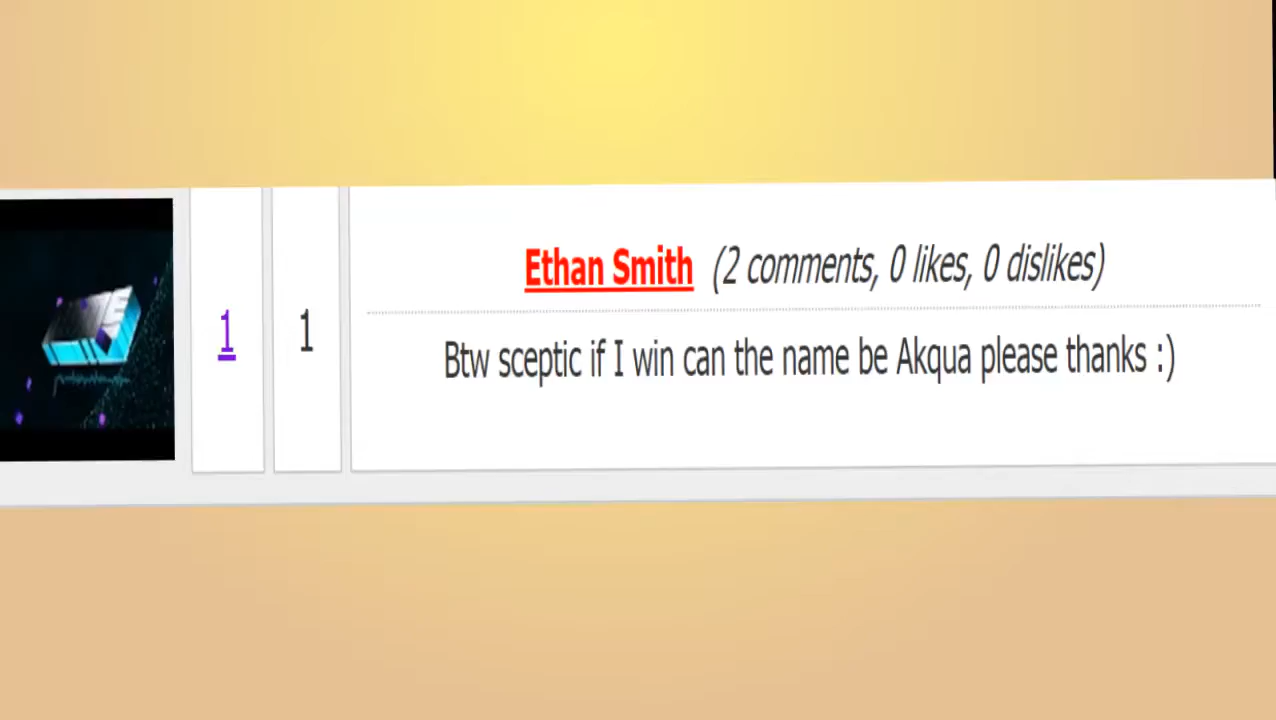 1
1
Ethan Smith (2 comments, 0 likes, 0 dislikes)
Btw sceptic if I win can the name be Akqua please thanks :)